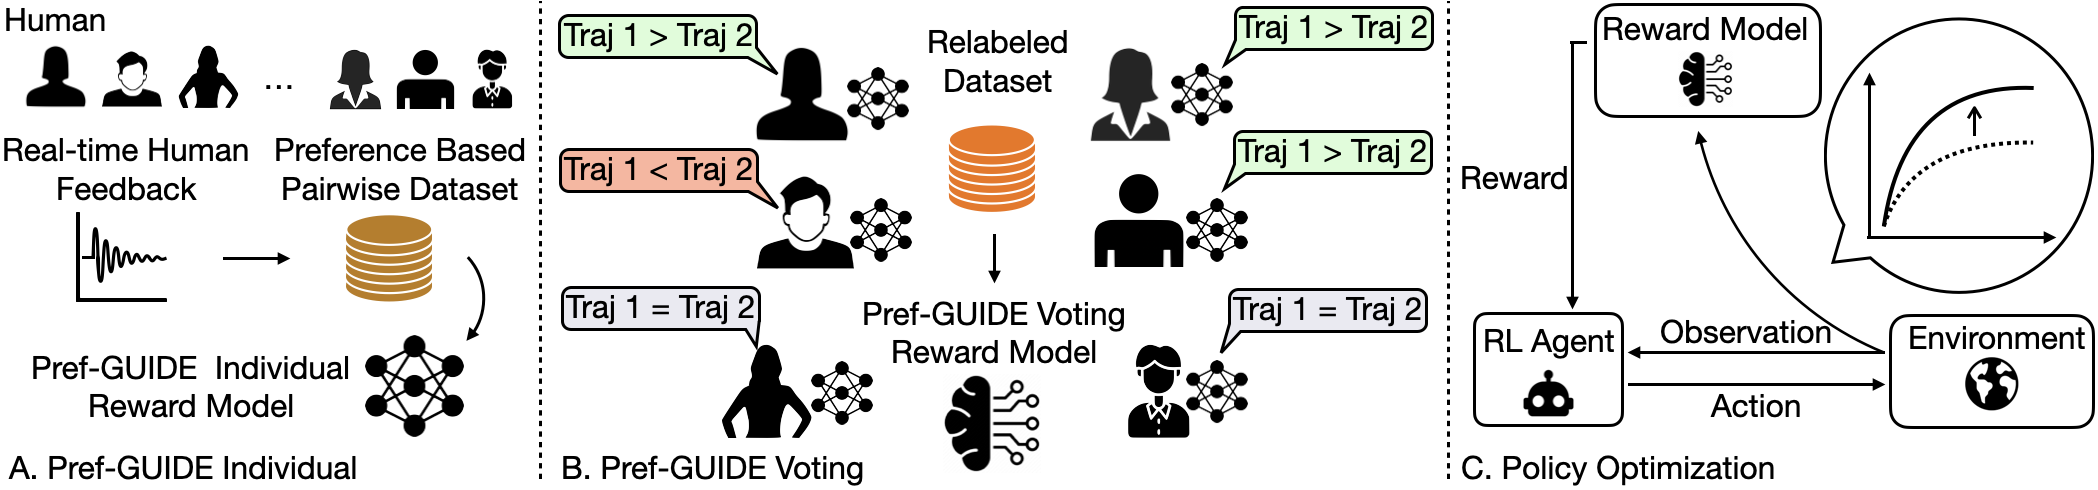 Human
...
Real-time Human
Feedback
Preference Based
Pairwise Dataset
Pref-GUIDE Individual
Reward Model
A. Pref-GUIDE Individual
Traj 1 > Traj 2
Traj 1 < Traj 2
Traj 1 = Traj 2
Relabeled
Dataset
Pref-GUIDE Voting
Reward Model
Traj 1 > Traj 2
Traj 1 > Traj 2
Traj 1 = Traj 2
B. Pref-GUIDE Voting
Reward Model
Reward
RL Agent
Observation
Action
Environment
C. Policy Optimization